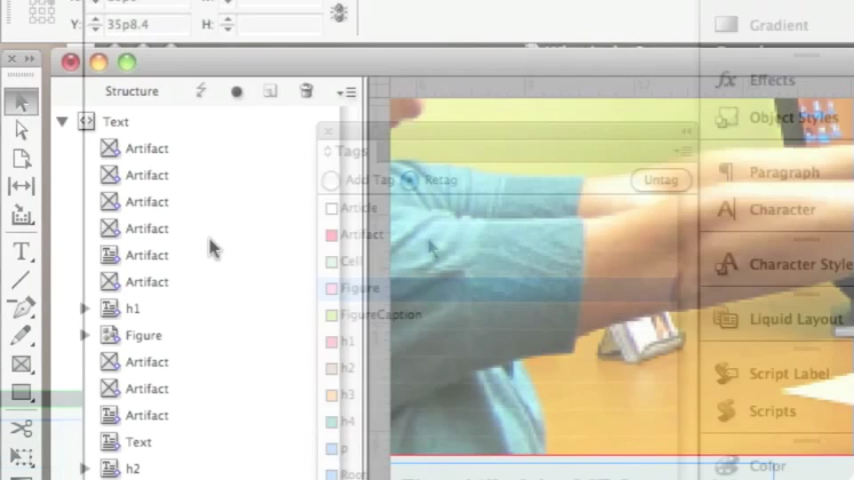 Y: 35p8.4 H:
Gradient
Structure
Effects
Text
Object Styles
Artifact
Tags
Artifact
Paragraph
Add Tag Retag Untag
Artifact
Article
Character
Artifact
Artifact
Artifact
Cell
Character Style
Artifact
Figure
h1
FigureCaption
Liquid Layout
Figure
h1
Artifact
h2
Script Label
Artifact
h3
Artifact
h4
Scripts
Text
p
h2
Color